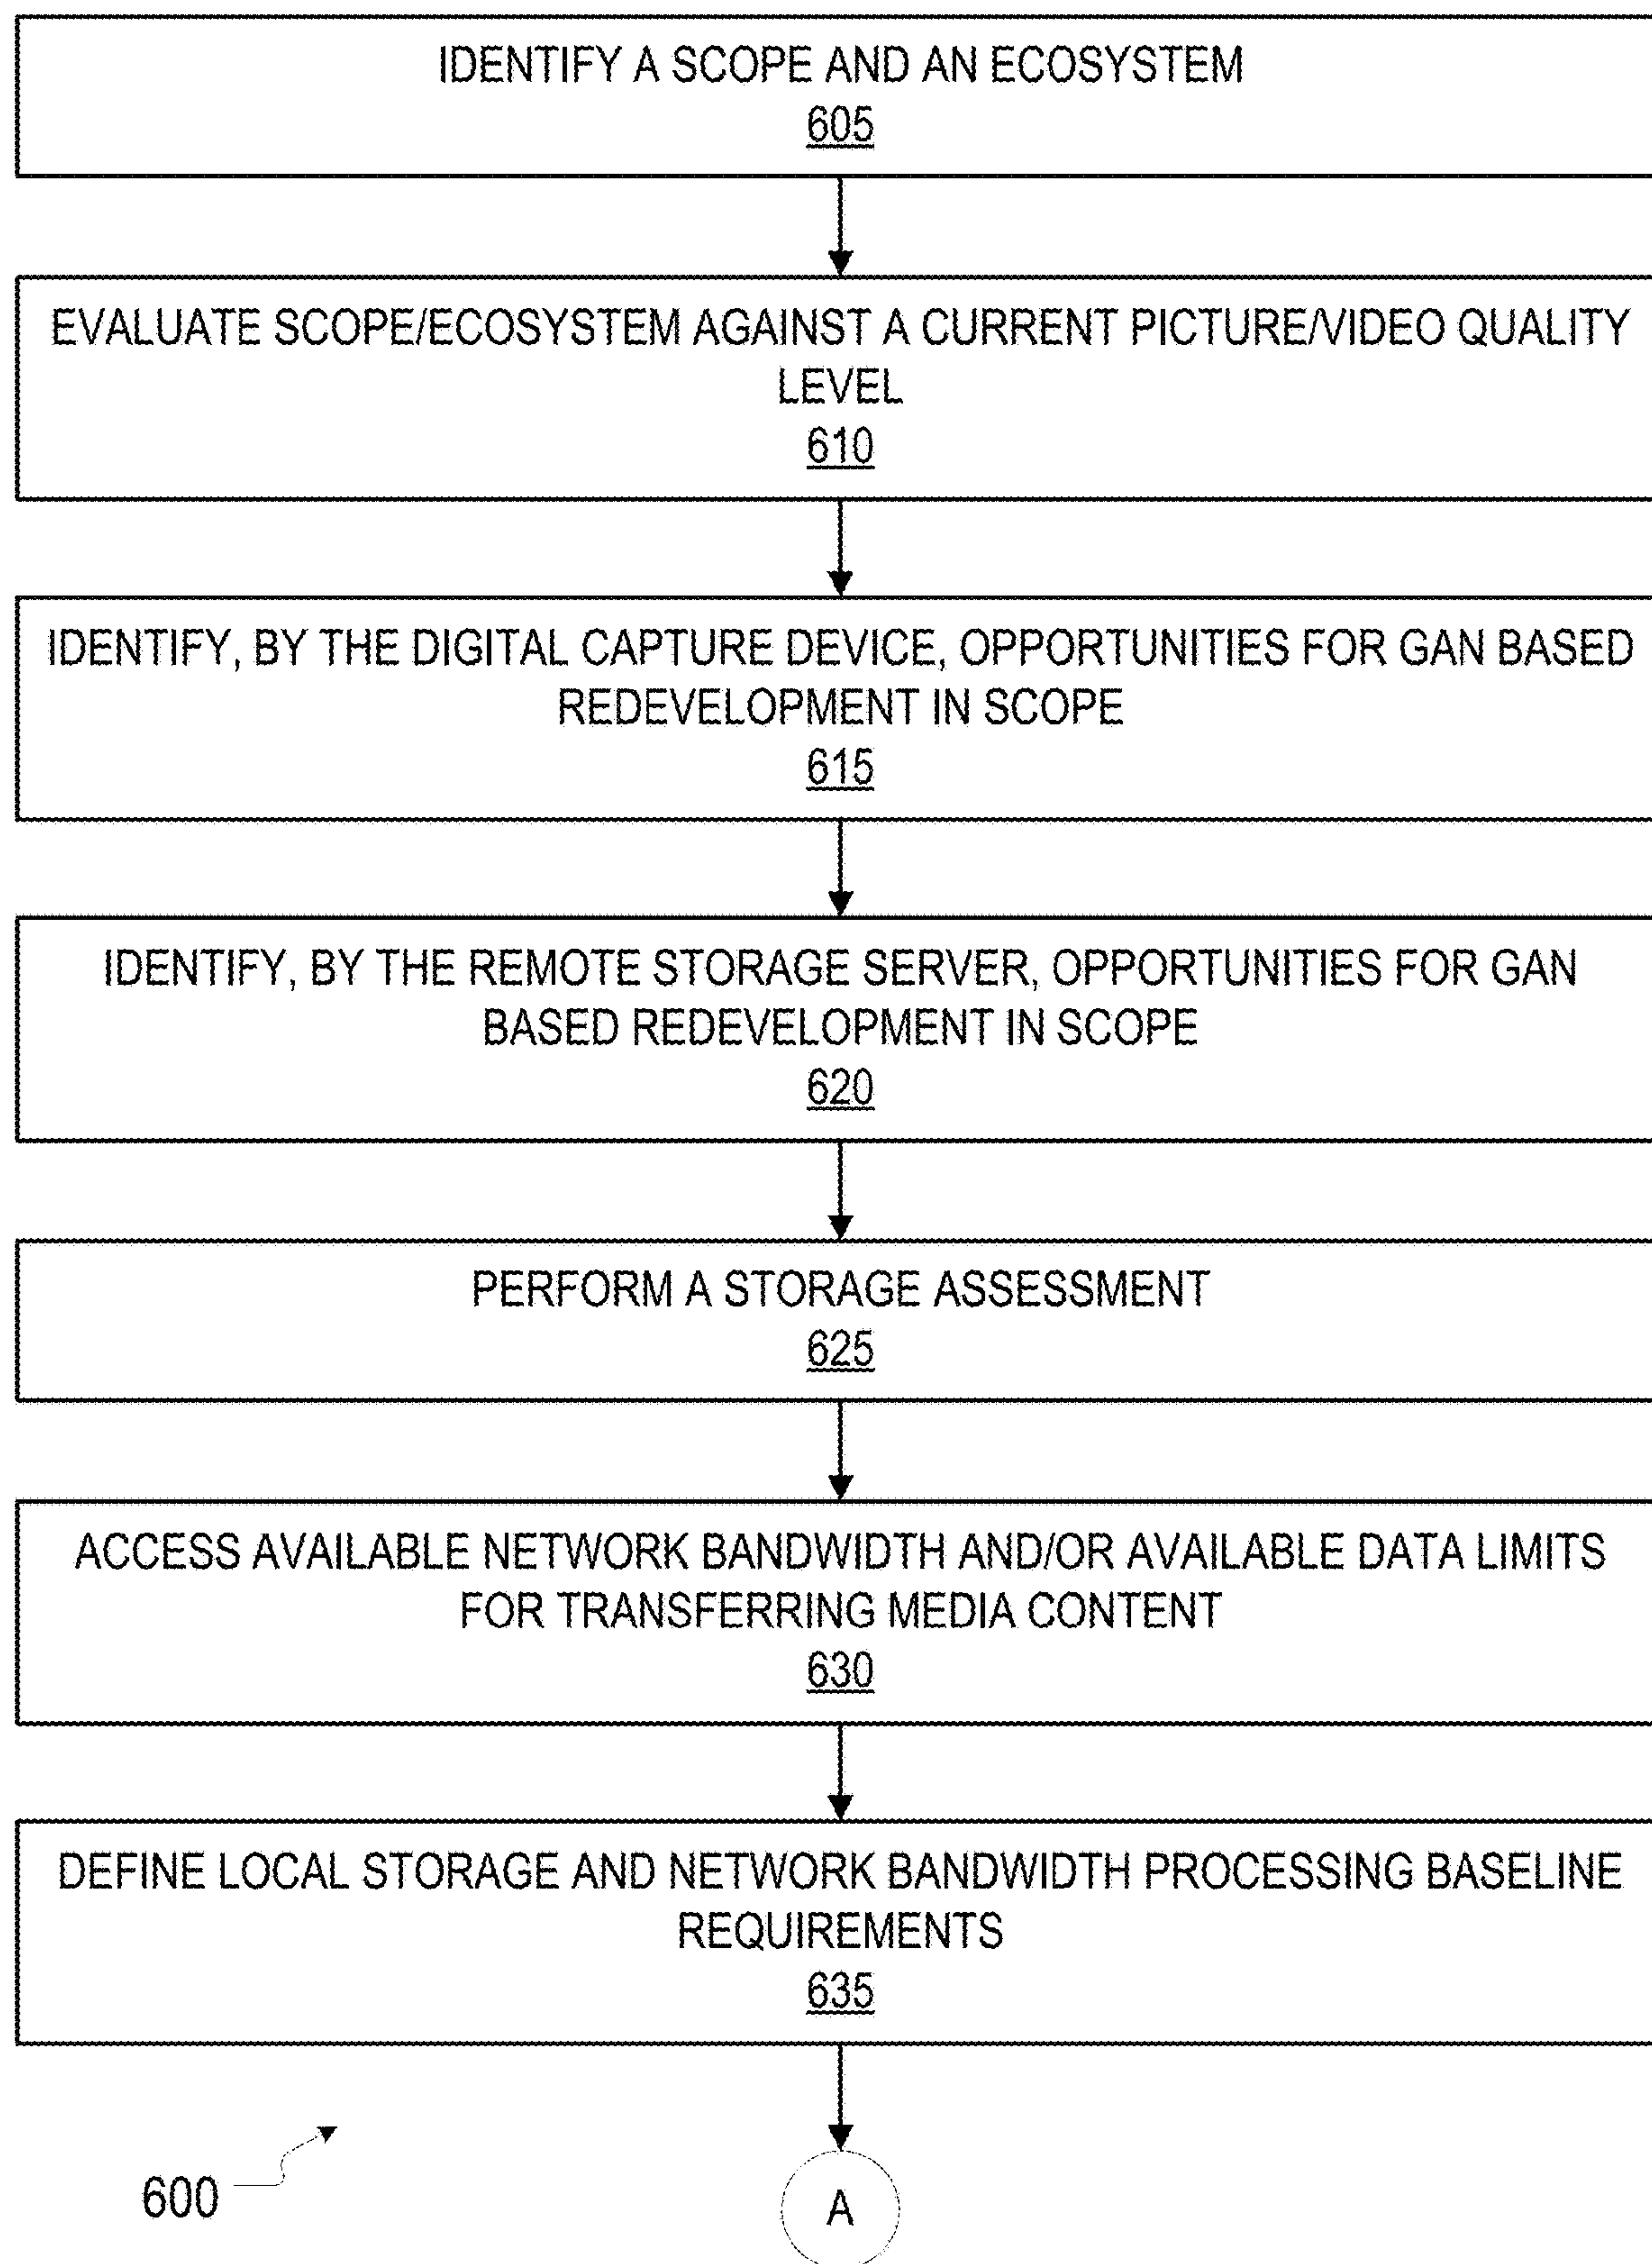 IDENTIFY A SCOPE AND AN ECOSYSTEM
605
EVALUATE SCOPE/ECOSYSTEM AGAINST A CURRENT PICTURE/VIDEO QUALITY
LEVEL
610
IDENTIFY, BY THE DIGITAL CAPTURE DEVICE, OPPORTUNITIES FOR GAN BASED
REDEVELOPMENT IN SCOPE
615
IDENTIFY, BY THE REMOTE STORAGE SERVER, OPPORTUNITIES FOR GAN
BASED REDEVELOPMENT IN SCOPE
620
PERFORM A STORAGE ASSESSMENT
625
ACCESS AVAILABLE NETWORK BANDWIDTH AND/OR AVAILABLE DATA LIMITS
FOR TRANSFERRING MEDIA CONTENT
630
DEFINE LOCAL STORAGE AND NETWORK BANDWIDTH PROCESSING BASELINE
REQUIREMENTS
635
600
A